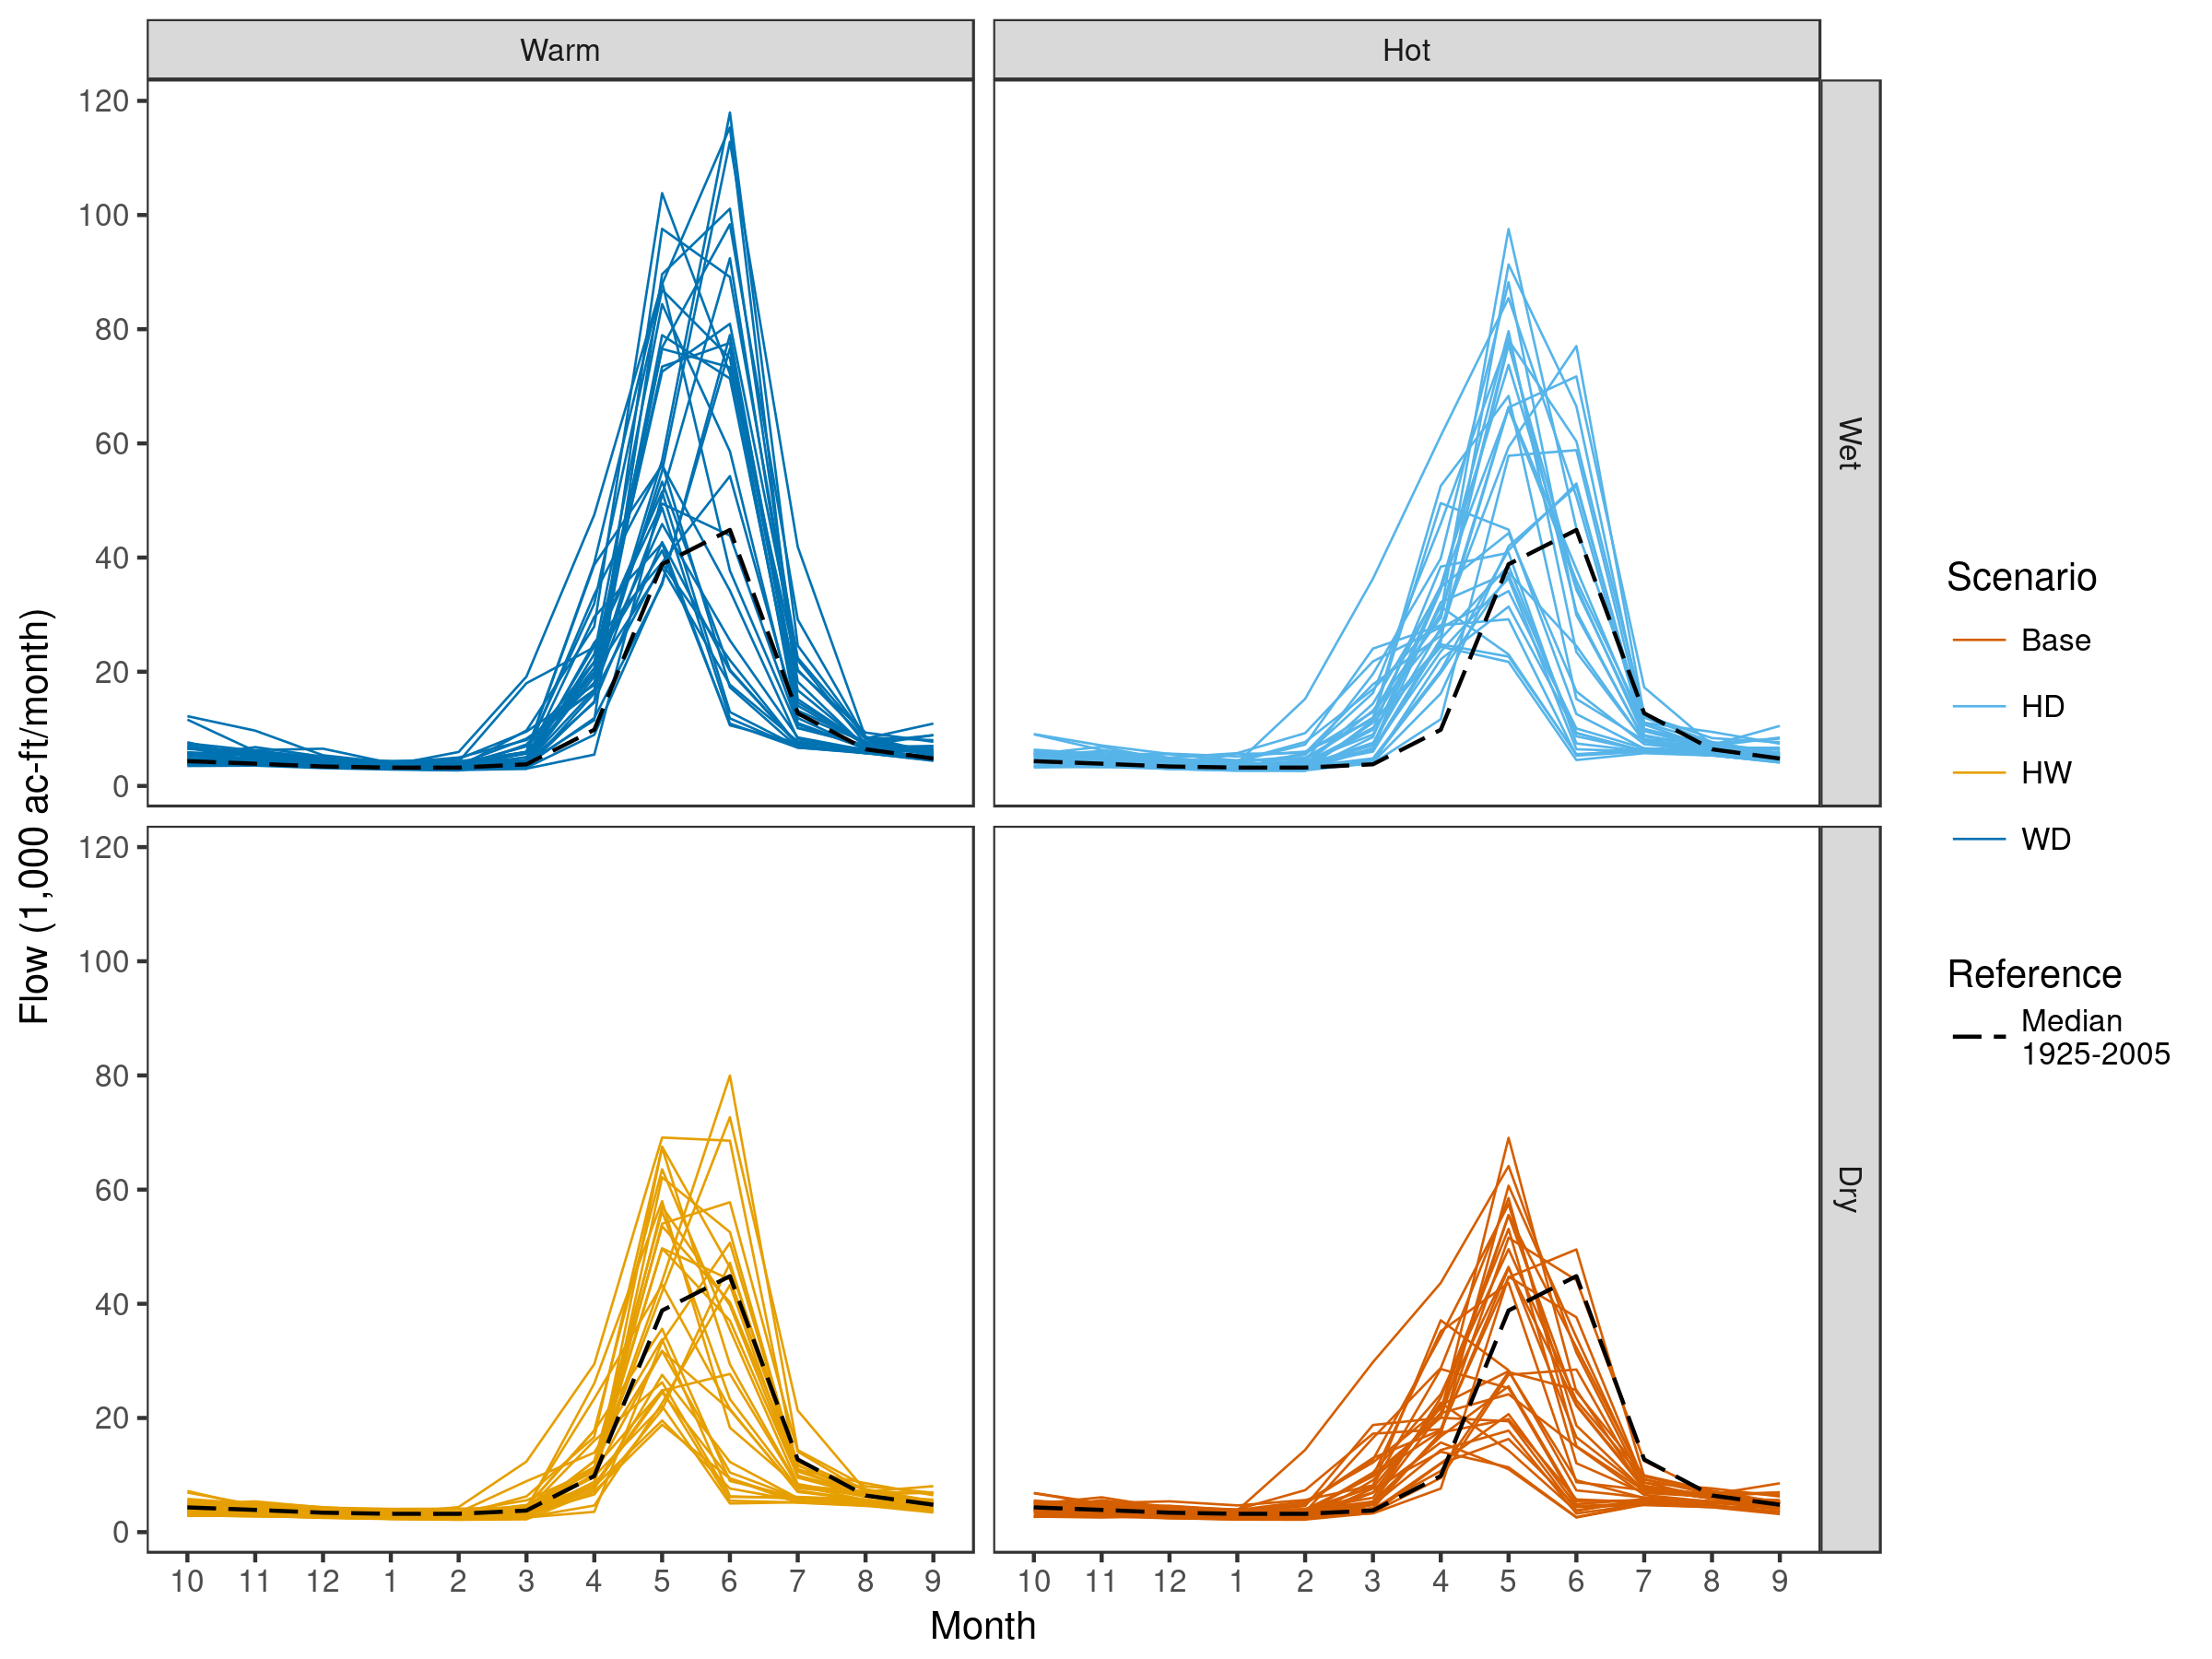 Warm
Hot
120
100
80
60
40
20
0
Wet
120
100
80
60
40
20
0
Dry
10 11 12 1 2 3 4 5 6 7 8 9
10 11 12 1 2 3 4 5 6 7 8 9
Month
Flow (1,000 ac-ft/month)
Scenario
Base
HD
HW
WD
Reference
Median
1925-2005